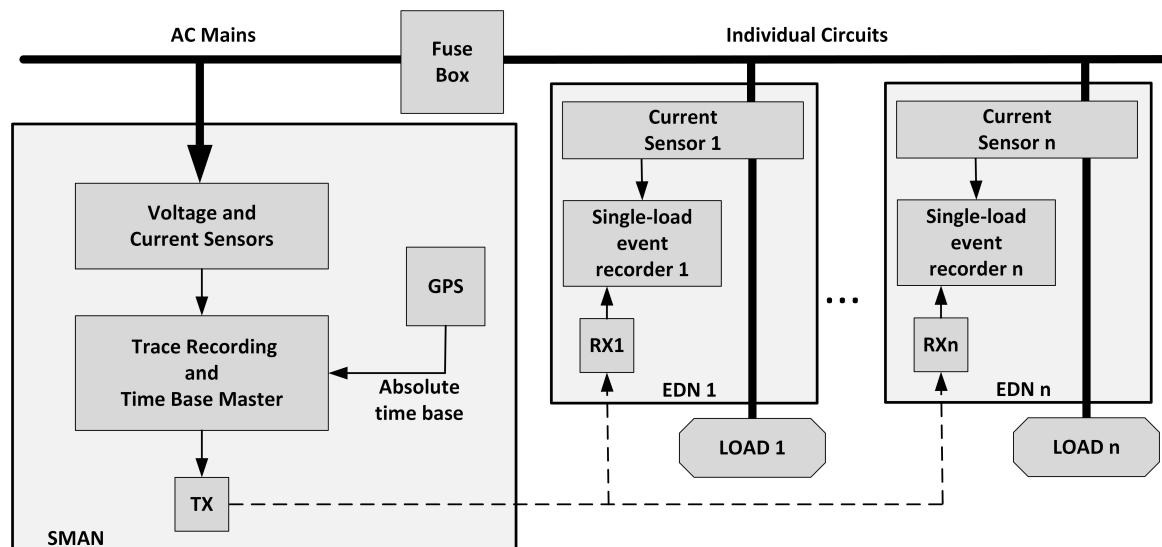 AC Mains
Fuse
Box
Individual Circuits
Voltage and
Current Sensors
GPS
Trace Recording
and
Time Base Master
Absolute
time base
TX
SMAN
Current
Sensor 1
Single-load
event
recorder 1
RX1
EDN 1
LOAD 1
...
Current
Sensor n
Single-load
event
recorder n
RXn
EDN n
LOAD n